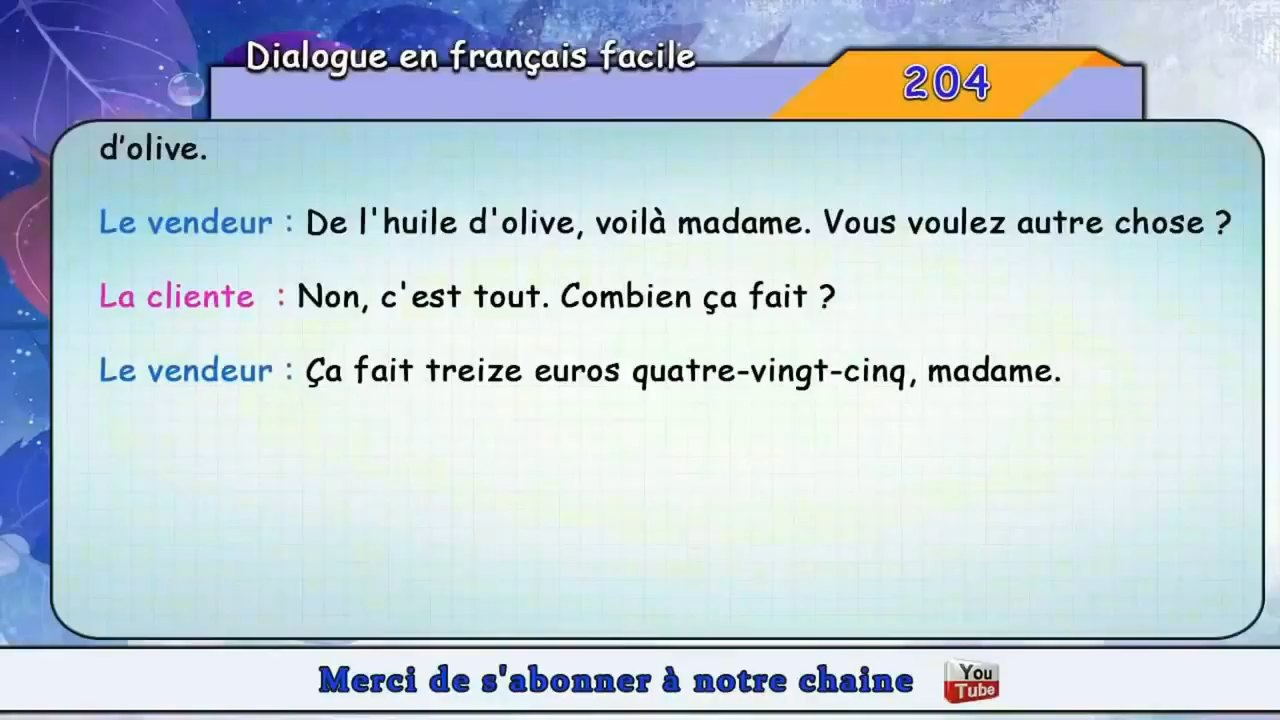 Dialogue en français facile
204
d’olive.
Le vendeur : De l'huile d'olive, voilà madame. Vous voulez autre chose ?
La cliente : Non, c'est tout. Combien ça fait ?
Le vendeur : Ça fait treize euros quatre-vingt-cinq, madame.
Merci de s'abonner à notre chaine
You
Tube